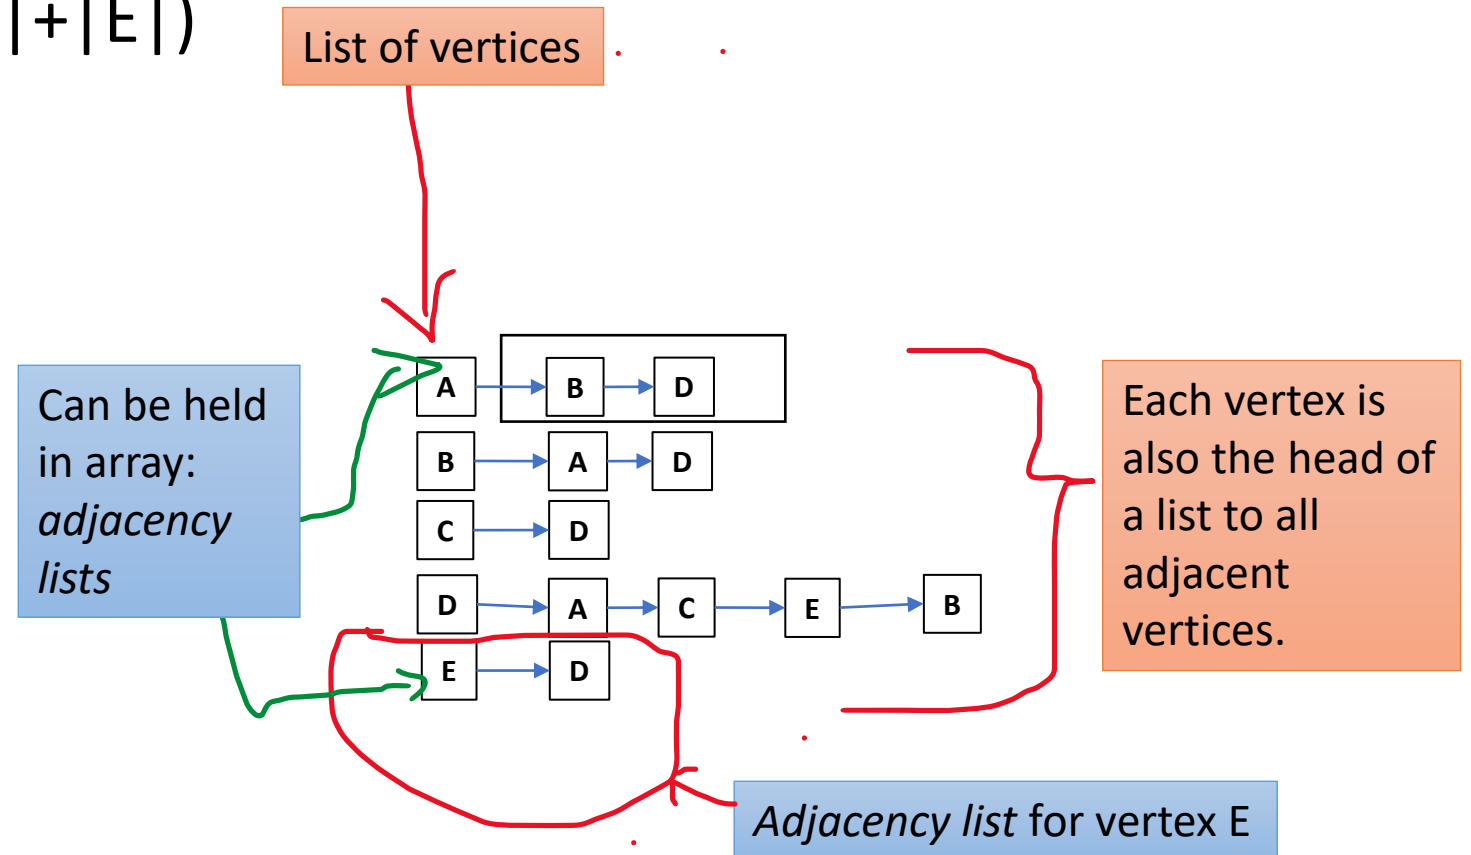 |+|E|)
List of vertices
A B D
Can be held
in array:
adjacency
lists
B A D
C D
D A C E B
E D
Each vertex is
also the head of
a list to all
adjacent
vertices.
Adjacency list for vertex E